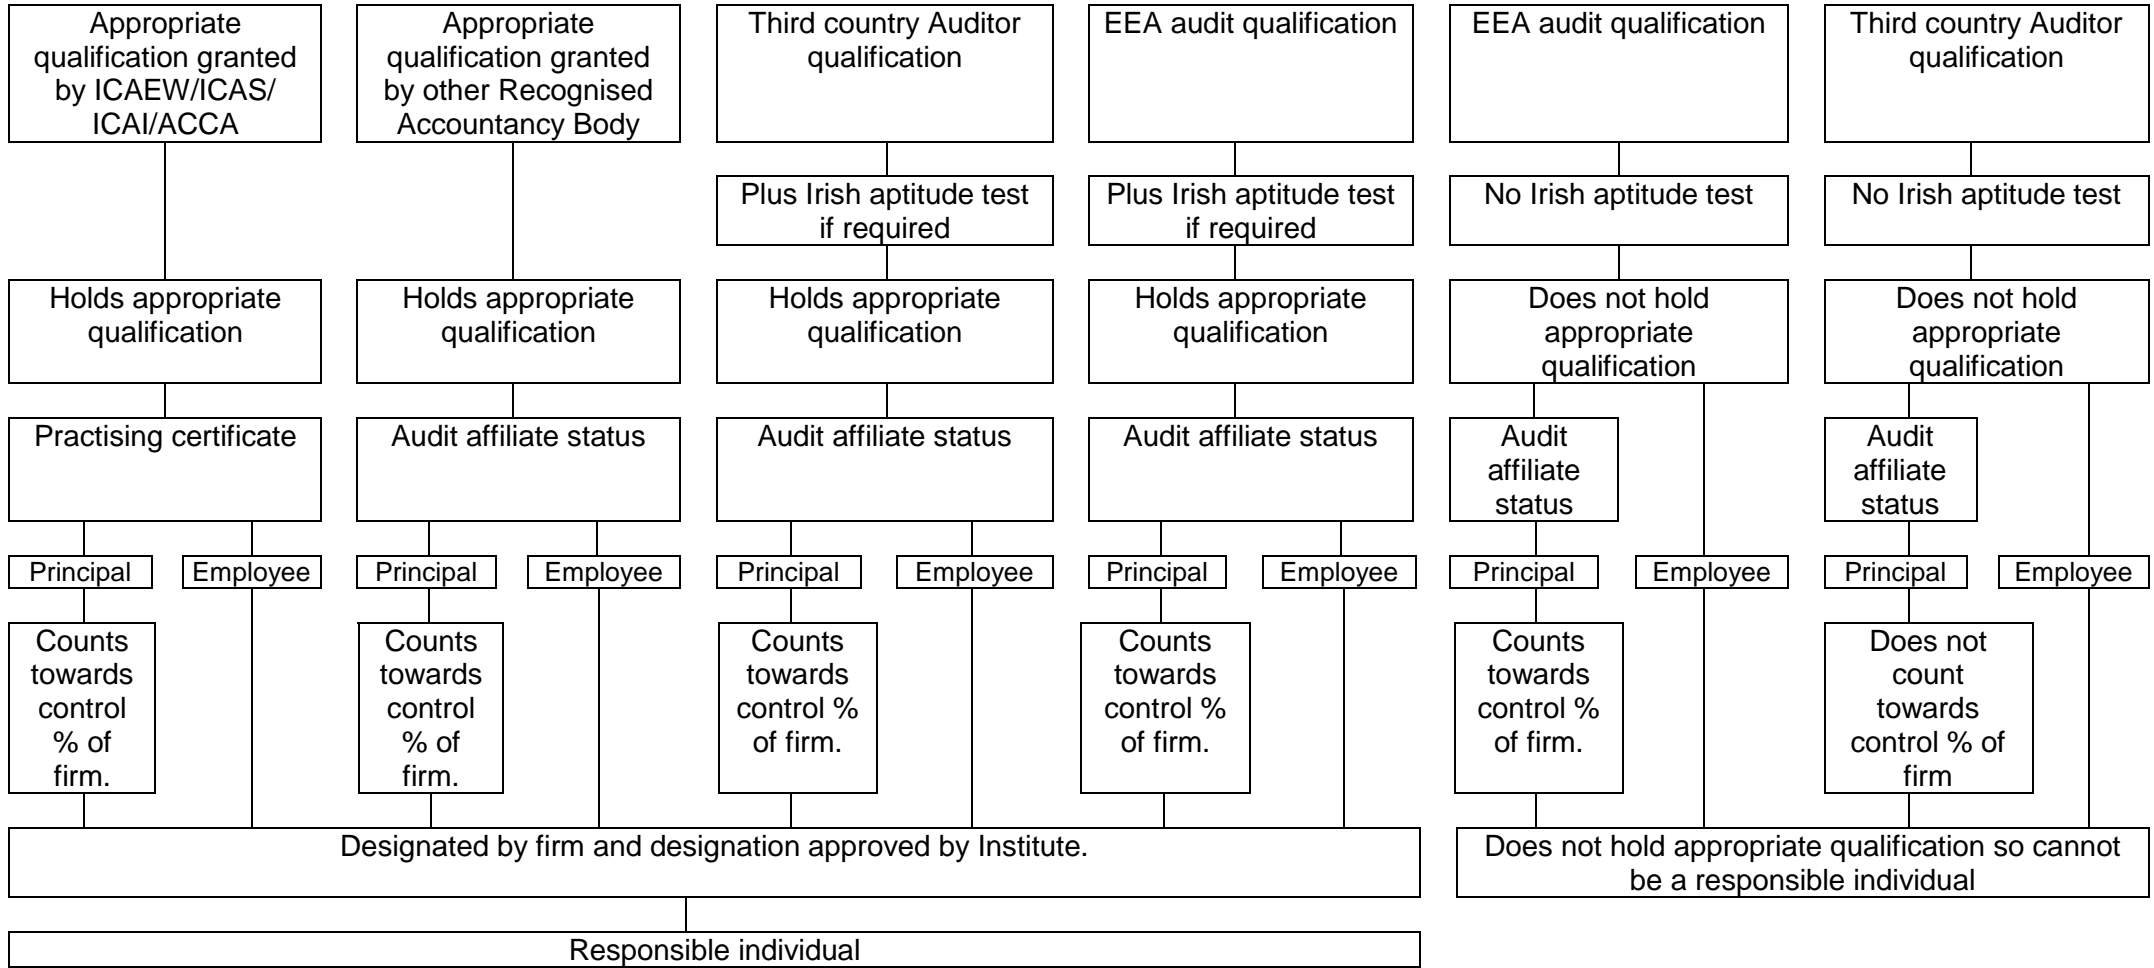 Appropriate
qualification granted
by ICAEW/ICAS/
ICAI/ACCA
Appropriate
qualification granted
by other Recognised
Accountancy Body
Third country Auditor
qualification
EEA audit qualification
EEA audit qualification
Third country Auditor
qualification
Plus Irish aptitude test
if required
Plus Irish aptitude test
if required
No Irish aptitude test
No Irish aptitude test
Holds appropriate
qualification
Holds appropriate
qualification
Holds appropriate
qualification
Holds appropriate
qualification
Does not hold
appropriate
qualification
Does not hold
appropriate
qualification
Practising certificate
Audit affiliate status
Audit affiliate status
Audit affiliate status
Audit
affiliate
status
Audit
affiliate
status
Principal
Employee
Principal
Employee
Principal
Employee
Principal
Employee
Principal
Employee
Principal
Employee
Counts
towards
control
% of
firm.
Counts
towards
control
% of
firm.
Counts
towards
control %
of firm.
Counts
towards
control %
of firm.
Counts
towards
control %
of firm.
Does not
count
towards
control % of
firm
Designated by firm and designation approved by Institute.
Does not hold appropriate qualification so cannot
be a responsible individual
Responsible individual